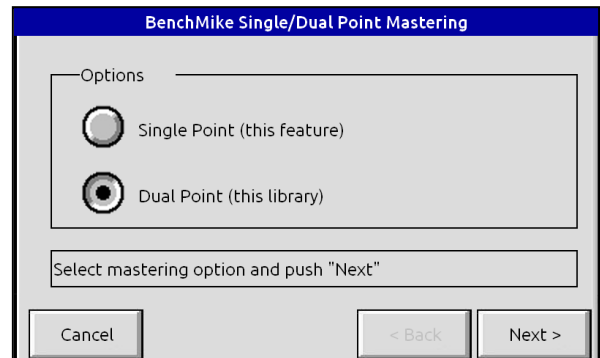 BenchMike Single/Dual Point Mastering
Options
Single Point (this feature)
Dual Point (this library)
Select mastering option and push "Next"
Cancel
< Back
Next >